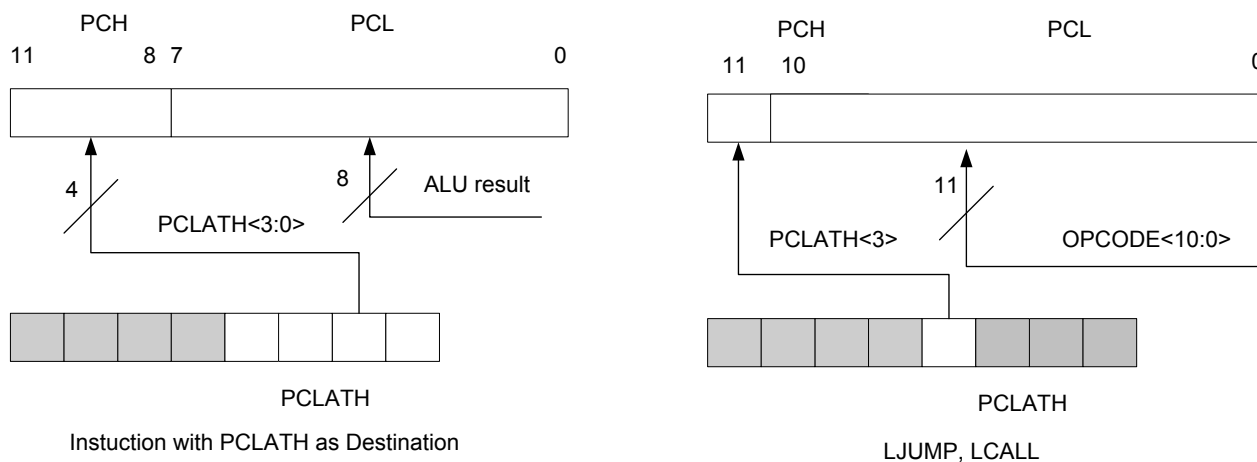 PCH PCL
11 8 7 0
4
8
ALU result
PCLATH<3:0>
PCLATH
Instuction with PCLATH as Destination
PCH PCL
11 10 0
11
PCLATH<3>
OPCODE<10:0>
PCLATH
LJUMP, LCALL